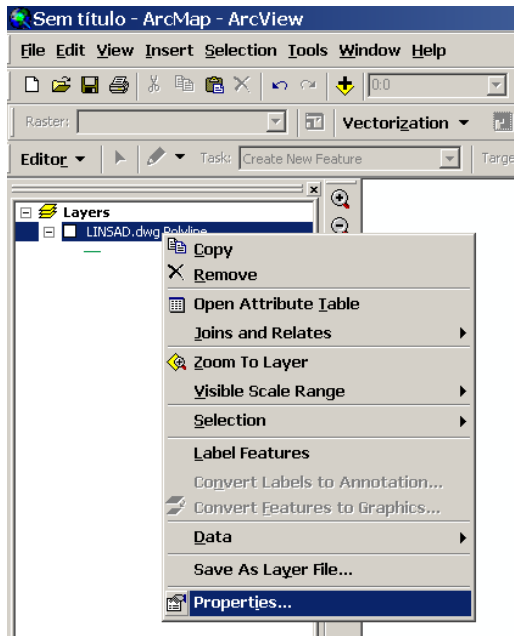 Sem título - ArcMap - ArcView
File Edit View Insert Selection Tools Window Help
0:0
Raster: Vectorization
Editor Task: Create New Feature Targe
Layers
LINSAD.dwg Polyline
Copy
Remove
Open Attribute Table
Joins and Relates
Zoom To Layer
Visible Scale Range
Selection
Label Features
Convert Labels to Annotation...
Convert Features to Graphics...
Data
Save As Layer File...
Properties...